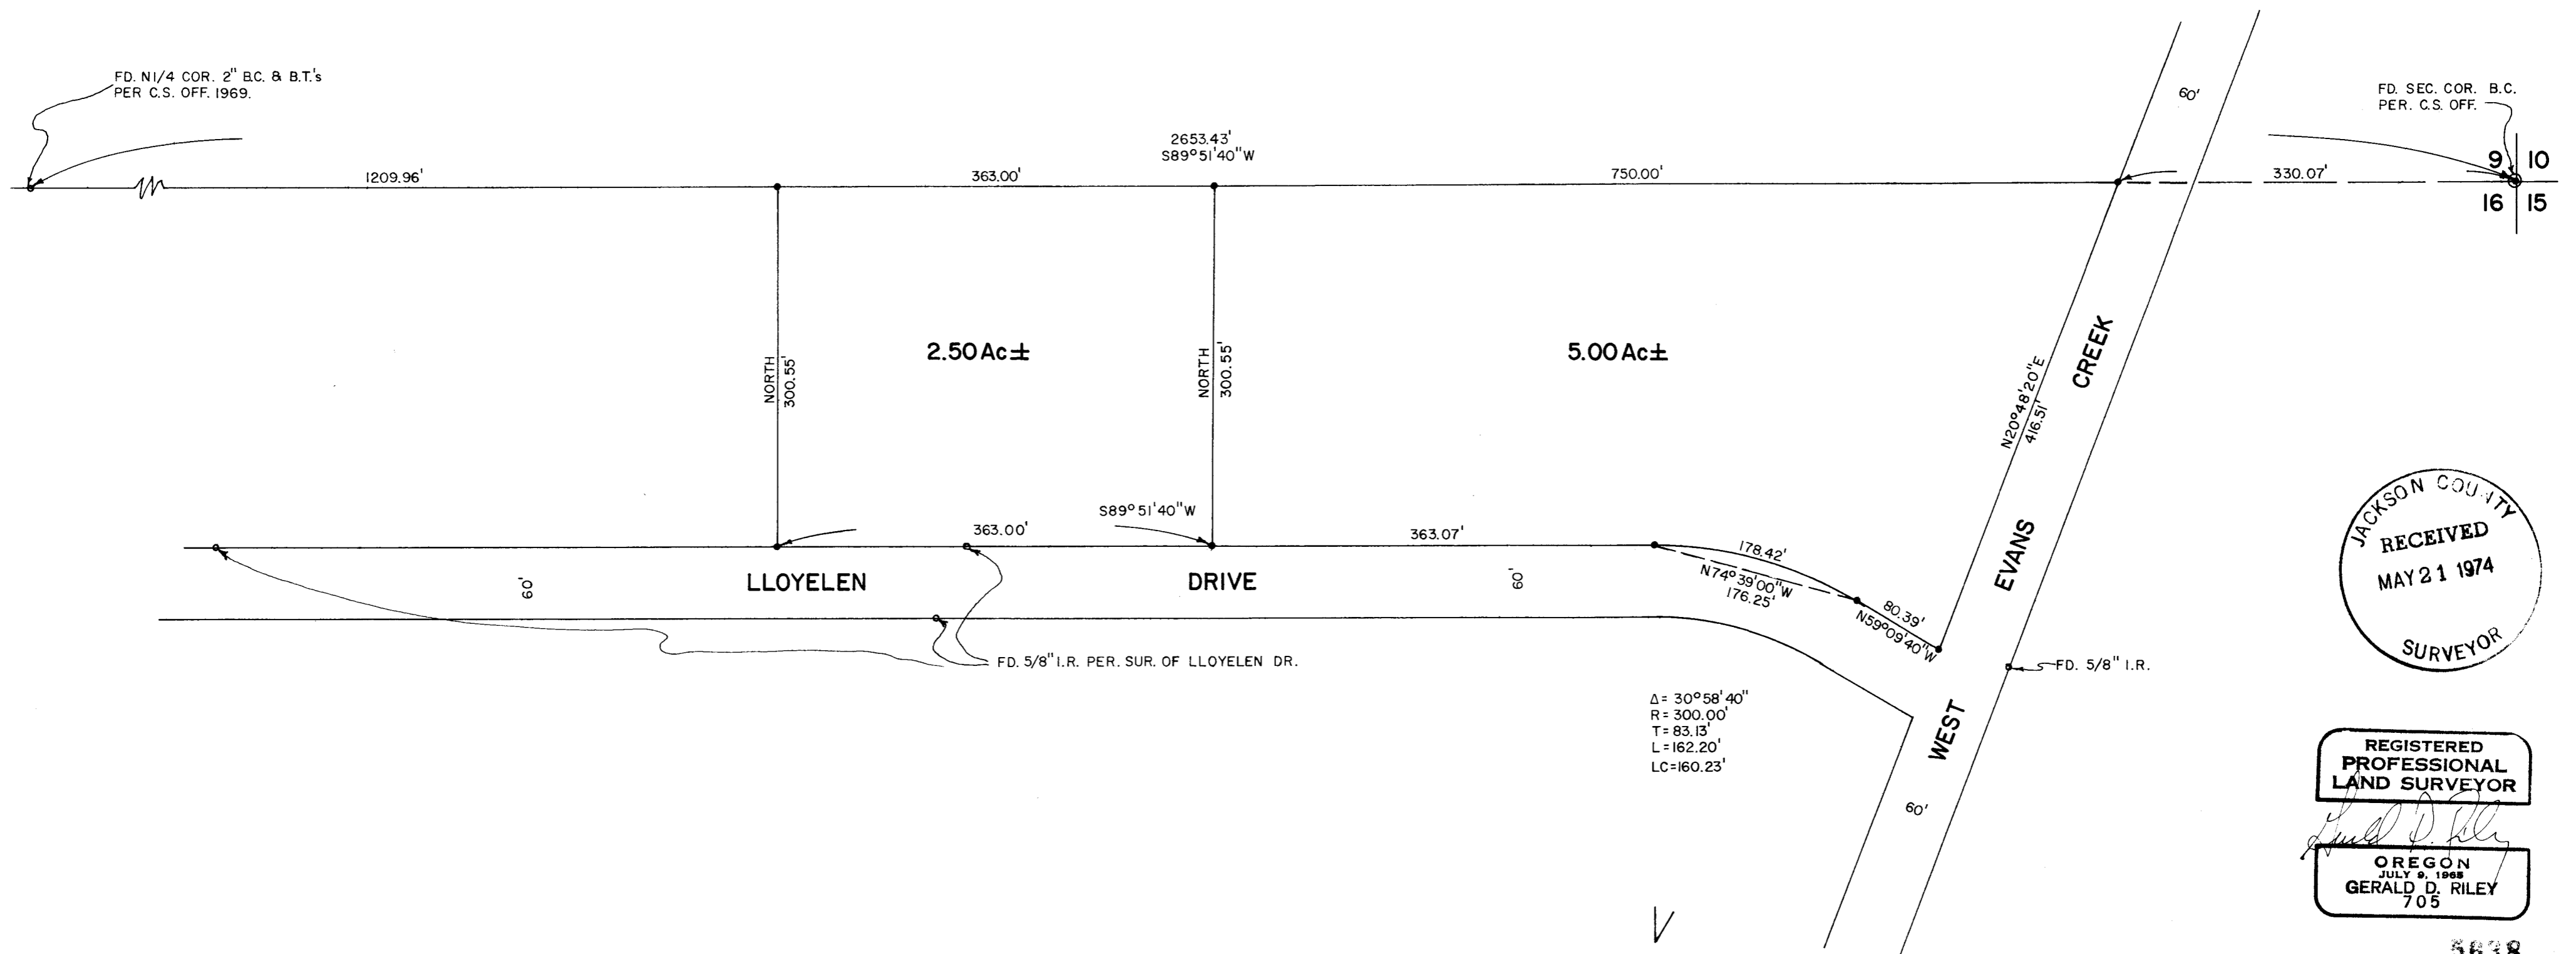 FD. N1/4 COR. 2" B.C. & B.T.'s
PER C.S. OFF. 1969.
60'
FD. SEC. COR. B.C.
PER. C.S. OFF.
2653.43'
S89°51'40"W
1209.96'
363.00'
750.00'
330.07'
9 10
16 15
2.50 Ac±
5.00 Ac±
NORTH
300.55'
NORTH
300.55'
N20°48'20"E
416.51'
WEST EVANS CREEK
363.00'
S89°51'40"W
363.07'
178.42'
N74°39'00"W
176.25'
80.39'
N59°09'40"W
60'
LLOYELEN DRIVE
60'
FD. 5/8" I.R. PER. SUR. OF LLOYELEN DR.
FD. 5/8" I.R.
Δ= 30°58'40"
R= 300.00'
T= 83.13'
L=162.20'
LC=160.23'
60'
JACKSON COUNTY
RECEIVED
MAY 21 1974
SURVEYOR
REGISTERED
PROFESSIONAL
LAND SURVEYOR
Gerald D. Riley
OREGON
JULY 9, 1965
GERALD D. RILEY
705